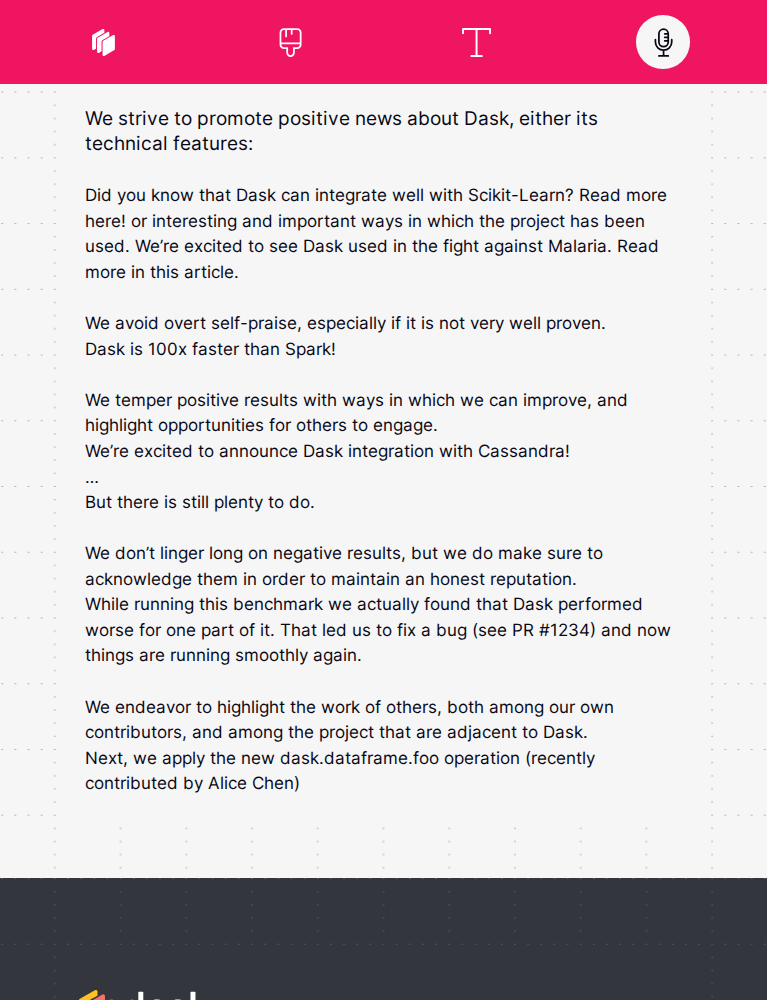 We strive to promote positive news about Dask, either its
technical features:
Did you know that Dask can integrate well with Scikit-Learn? Read more
here! or interesting and important ways in which the project has been
used. We’re excited to see Dask used in the fight against Malaria. Read
more in this article.
We avoid overt self-praise, especially if it is not very well proven.
Dask is 100x faster than Spark!
We temper positive results with ways in which we can improve, and
highlight opportunities for others to engage.
We’re excited to announce Dask integration with Cassandra!
…
But there is still plenty to do.
We don’t linger long on negative results, but we do make sure to
acknowledge them in order to maintain an honest reputation.
While running this benchmark we actually found that Dask performed
worse for one part of it. That led us to fix a bug (see PR #1234) and now
things are running smoothly again.
We endeavor to highlight the work of others, both among our own
contributors, and among the project that are adjacent to Dask.
Next, we apply the new dask.dataframe.foo operation (recently
contributed by Alice Chen)